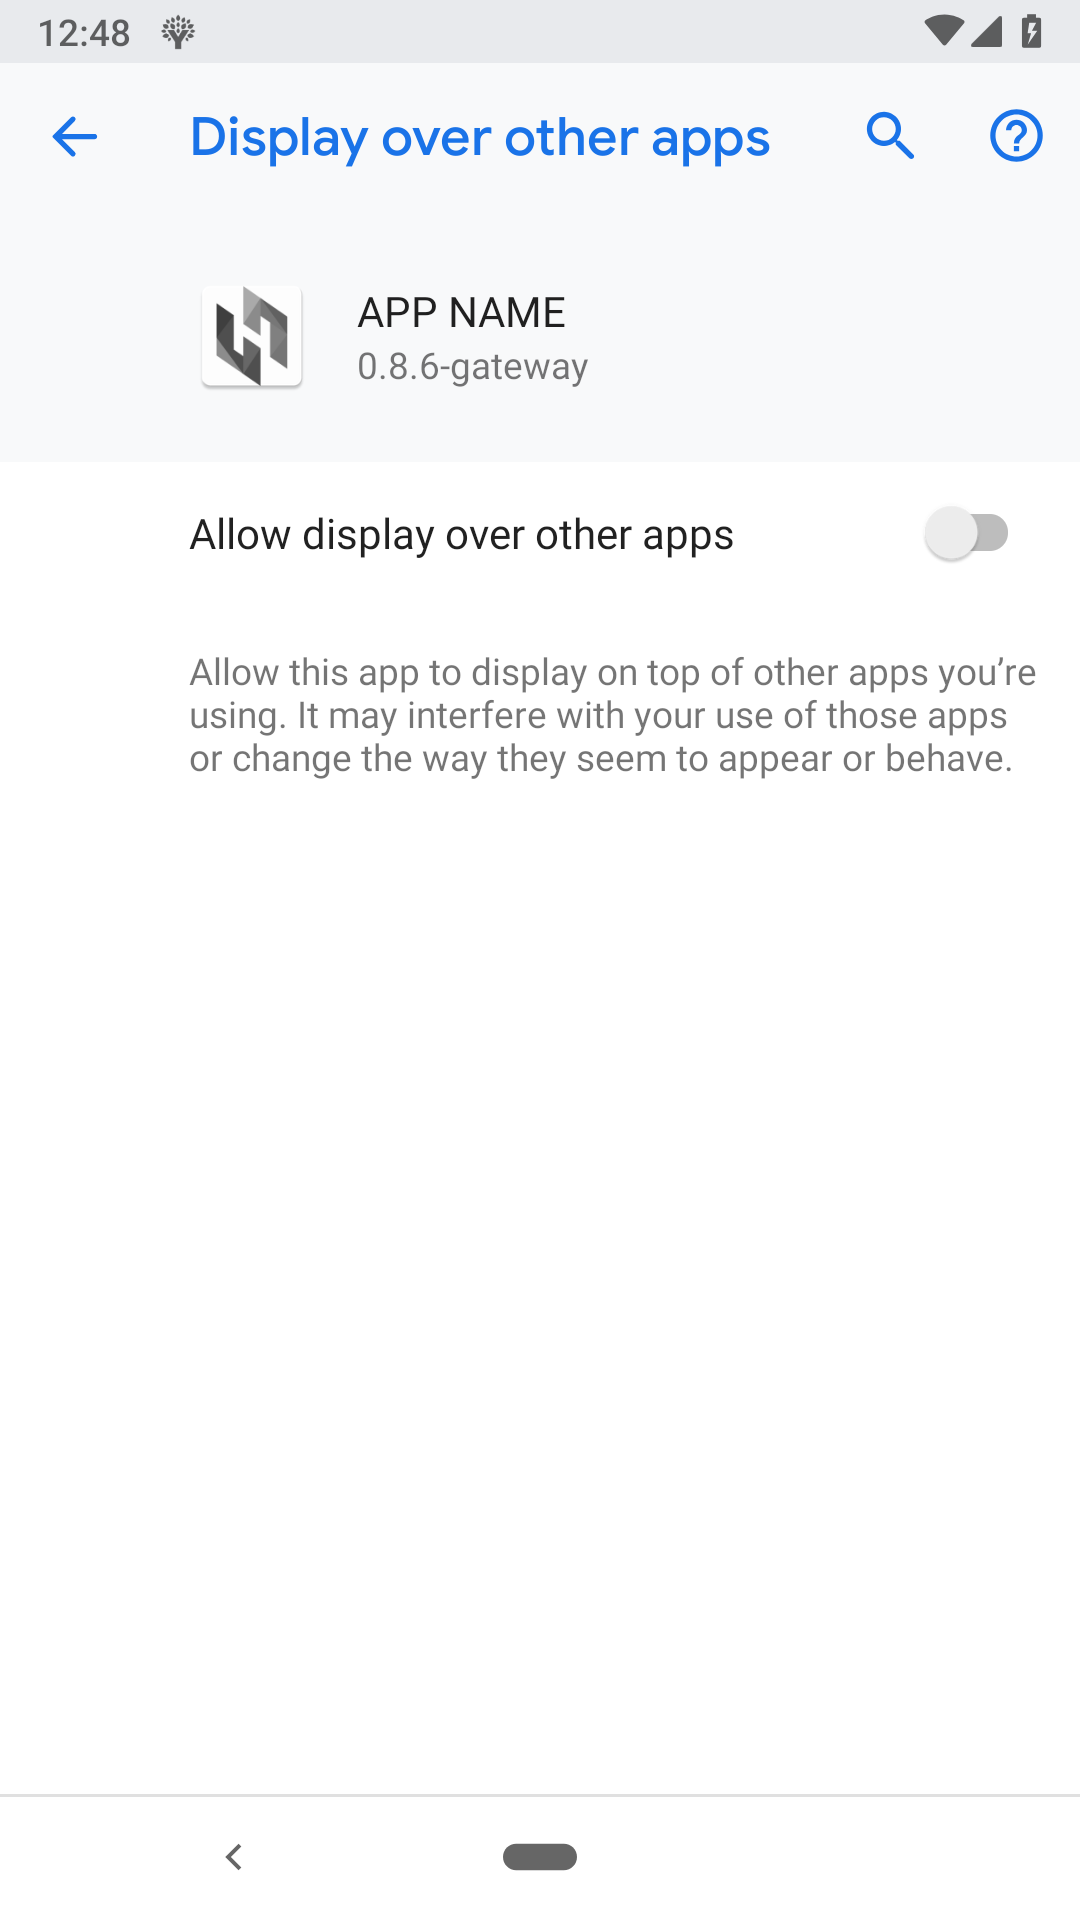 12:48
Display over other apps
APP NAME
0.8.6-gateway
Allow display over other apps
Allow this app to display on top of other apps you’re
using. It may interfere with your use of those apps
or change the way they seem to appear or behave.